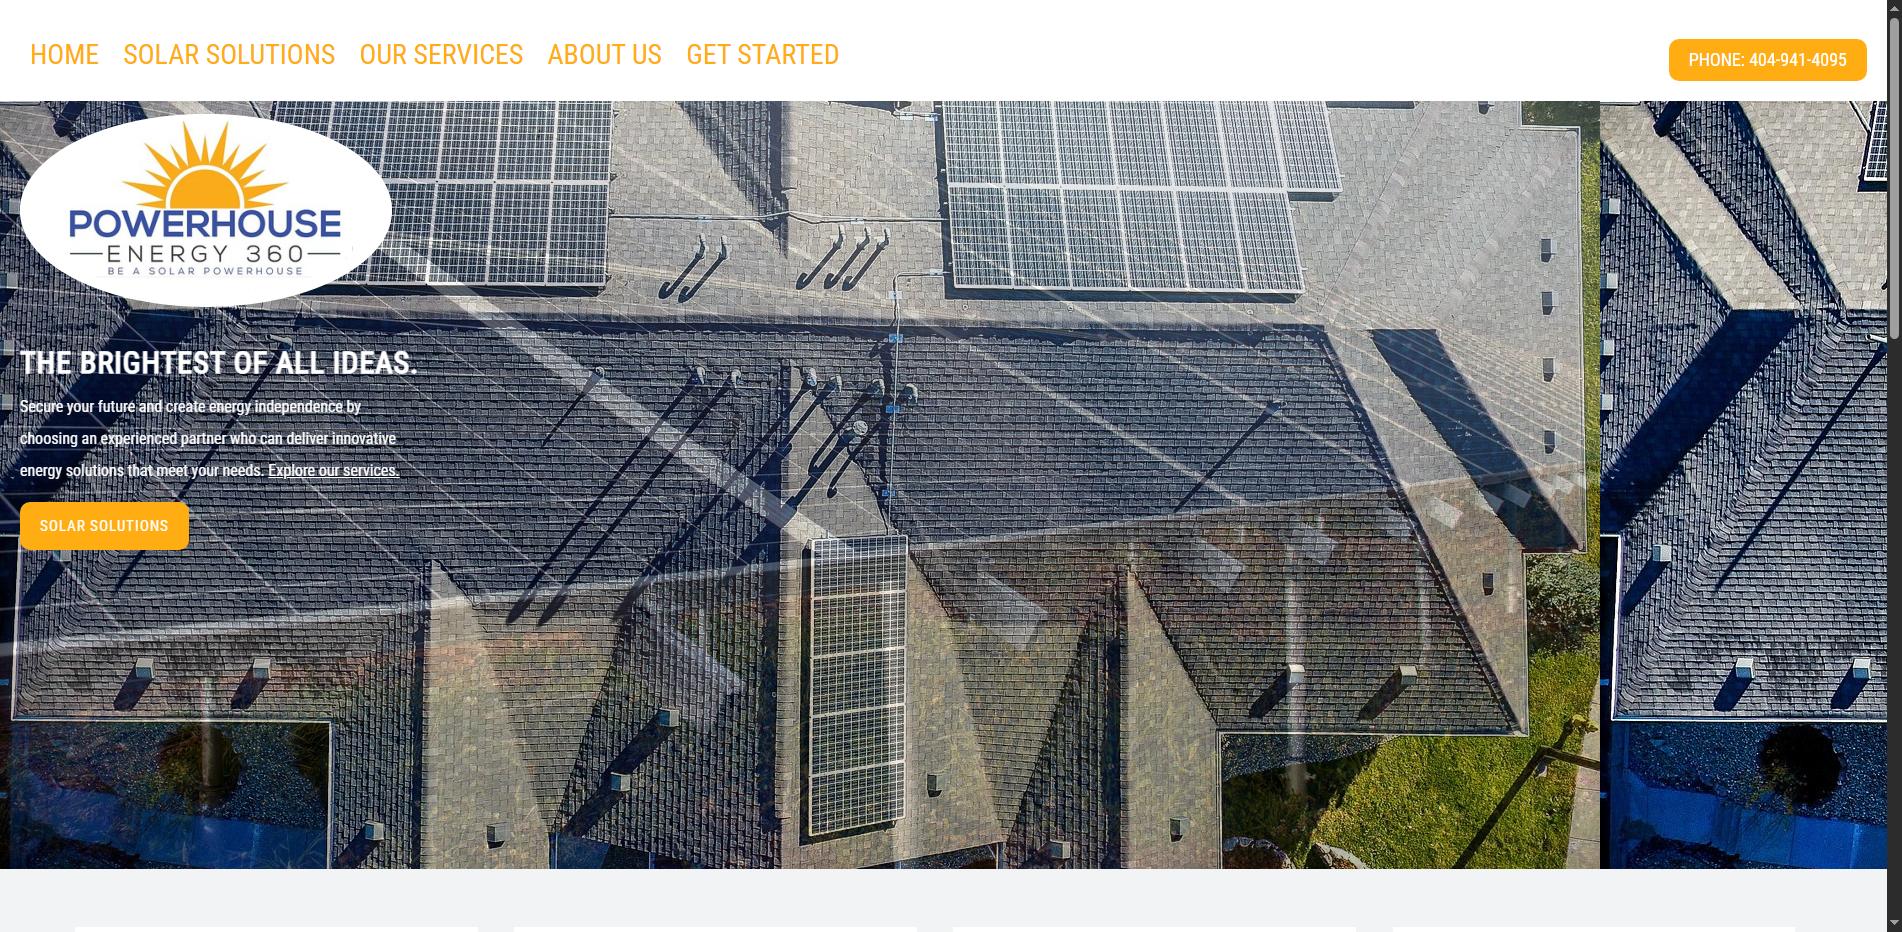 HOME SOLAR SOLUTIONS OUR SERVICES ABOUT US GET STARTED
PHONE: 404-941-4095
POWERHOUSE
ENERGY 360
BE A SOLAR POWERHOUSE
THE BRIGHTEST OF ALL IDEAS.
Secure your future and create energy independence by
choosing an experienced partner who can deliver innovative
energy solutions that meet your needs. Explore our services.
SOLAR SOLUTIONS